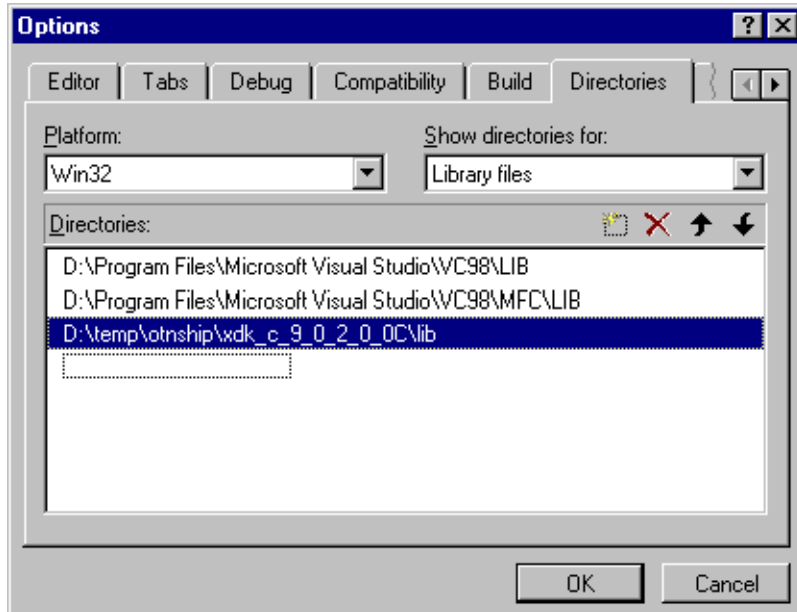 Options
Editor Tabs Debug Compatibility Build Directories
Platform: Show directories for:
Win32 Library files
Directories:
D:\Program Files\Microsoft Visual Studio\VC98\LIB
D:\Program Files\Microsoft Visual Studio\VC98\MFC\LIB
D:\temp\otnship\xdk_c_9_0_2_0_0C\lib
OK Cancel